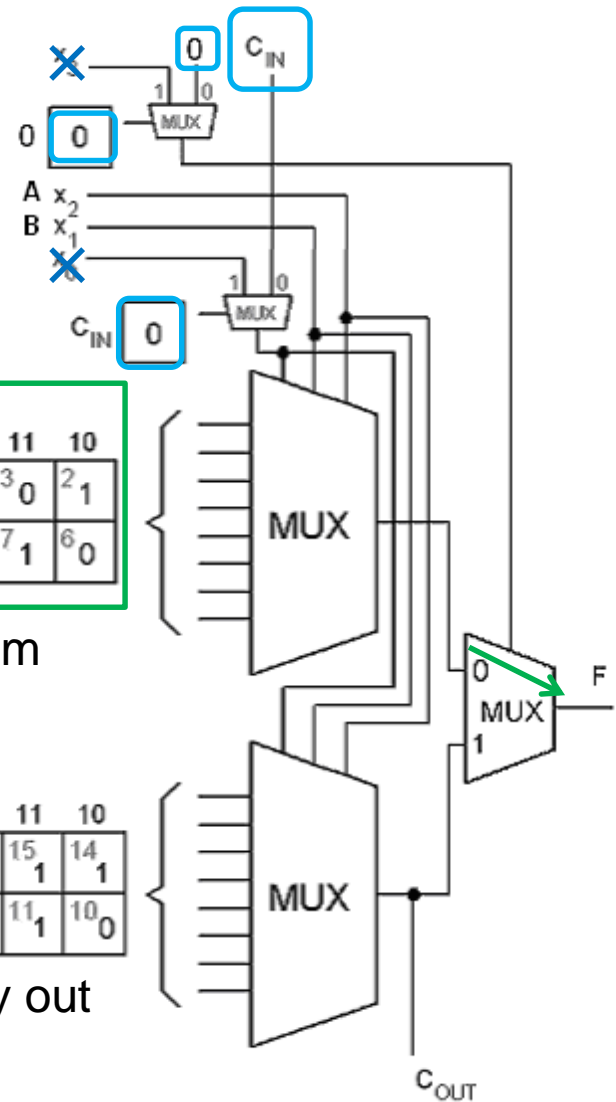 0 C IN
1 0
MUX
0 0
A x 2
B x 1
1 0
MUX
C IN 0
11 10
3 0 2 1
7 1 6 0
MUX
m
0 F
MUX
1
11 10
15 1 14 1
11 1 10 0
MUX
y out
C OUT